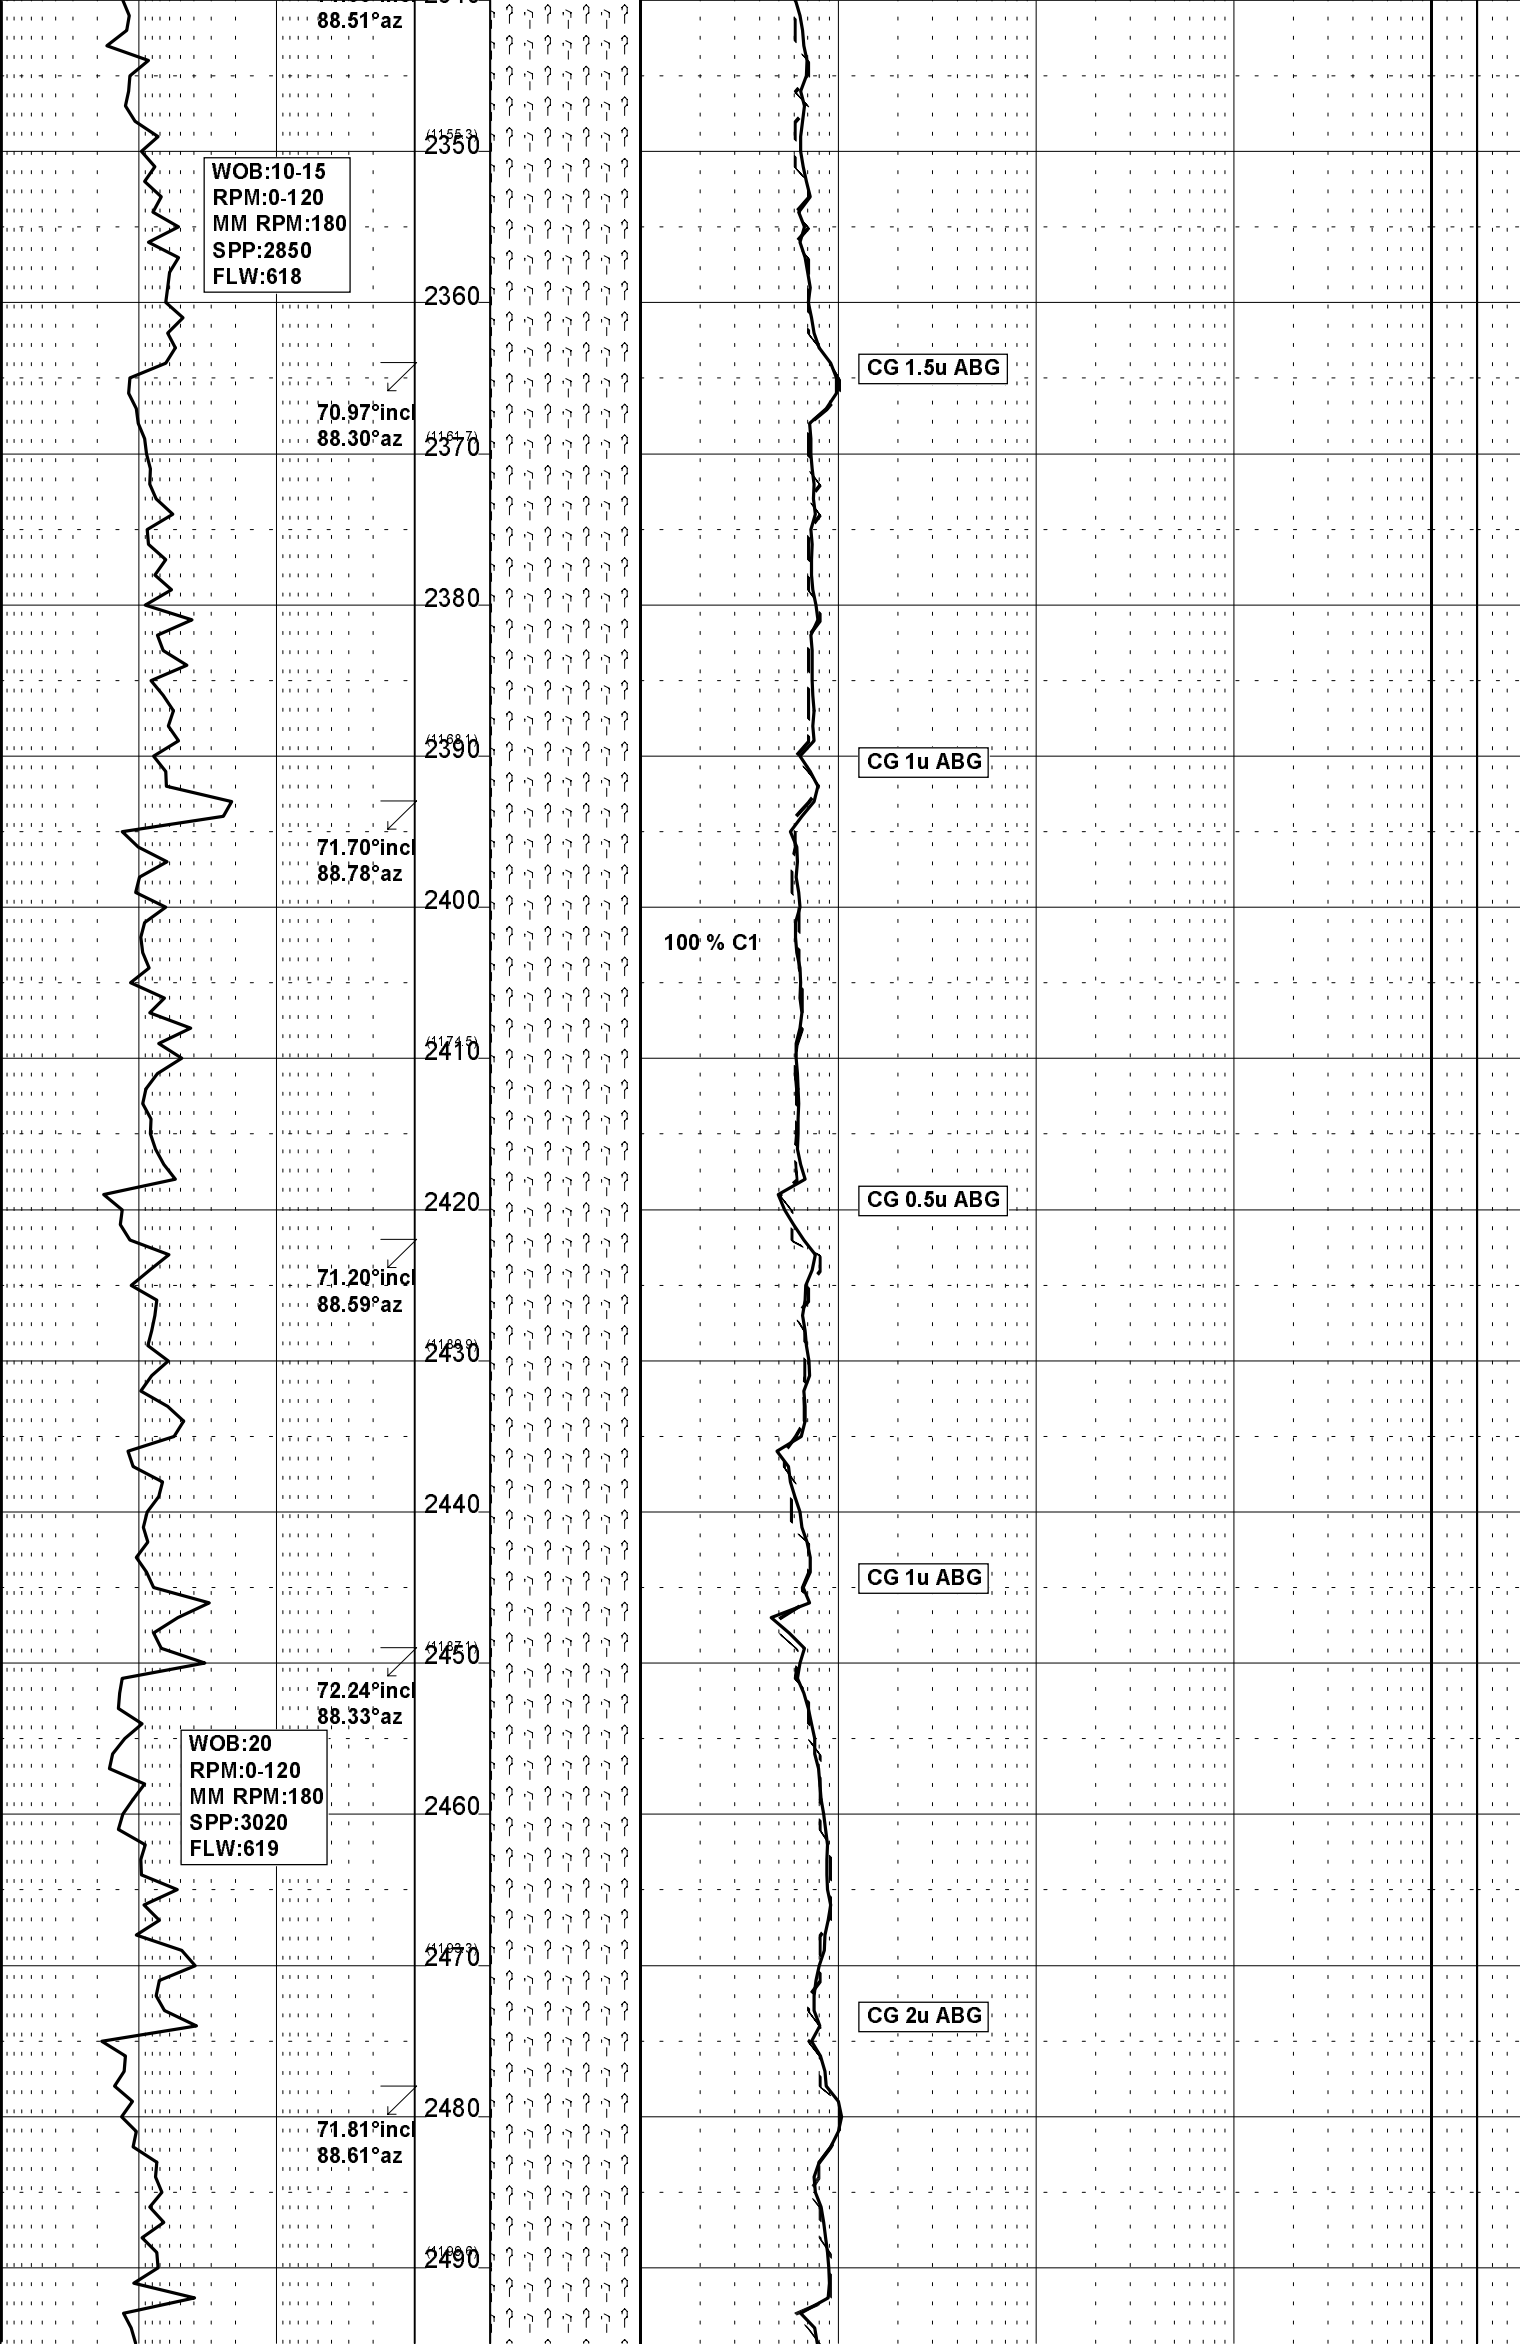 88.51°az
2350
WOB:10-15
RPM:0-120
MM RPM:180
SPP:2850
FLW:618
2360
CG 1.5u ABG
70.97°incl
88.30°az
2370
2380
2390
CG 1u ABG
71.70°incl
88.78°az
2400
100 % C1
2410
2420
CG 0.5u ABG
71.20°incl
88.59°az
2430
2440
CG 1u ABG
2450
72.24°incl
88.33°az
WOB:20
RPM:0-120
MM RPM:180
SPP:3020
FLW:619
2460
2470
CG 2u ABG
2480
71.81°incl
88.61°az
2490